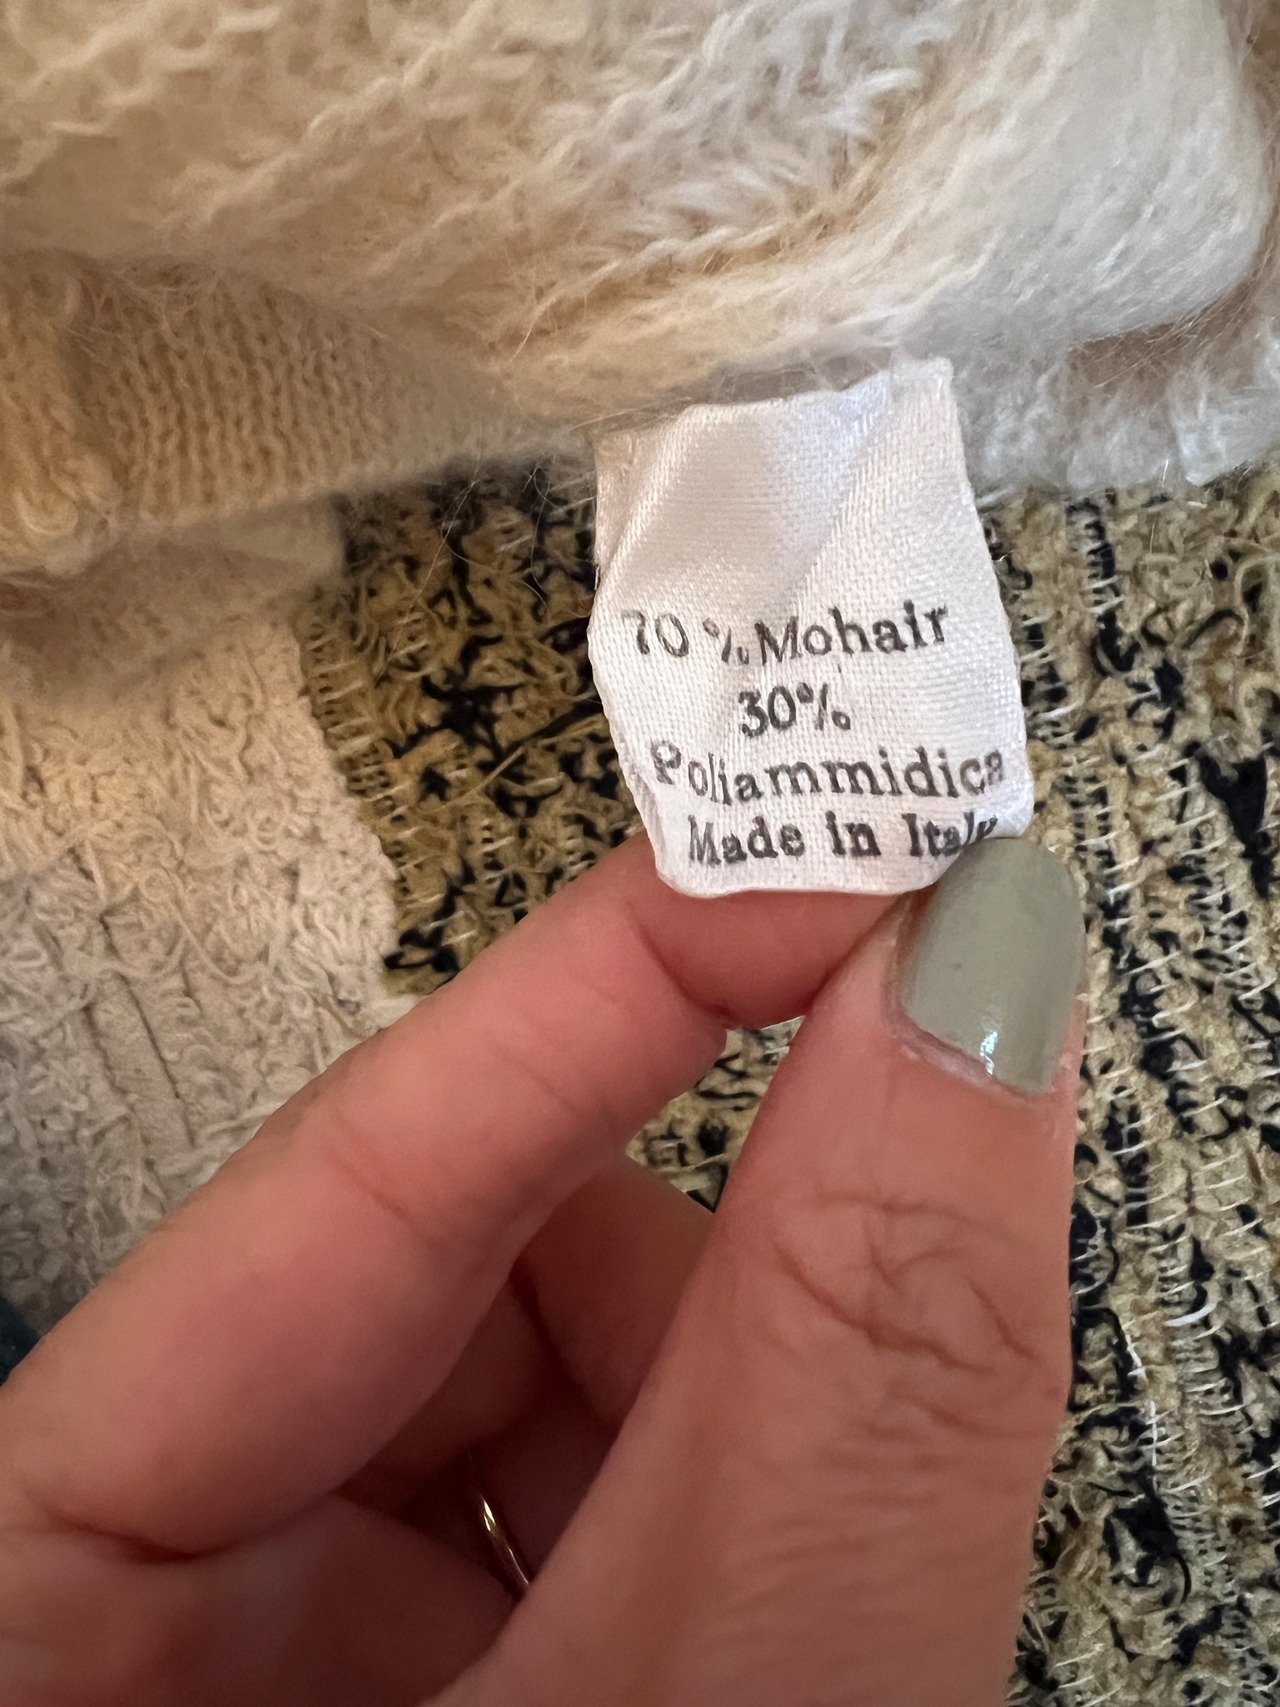 70 % Mohair
30%
Poliammidica
Made in Italy